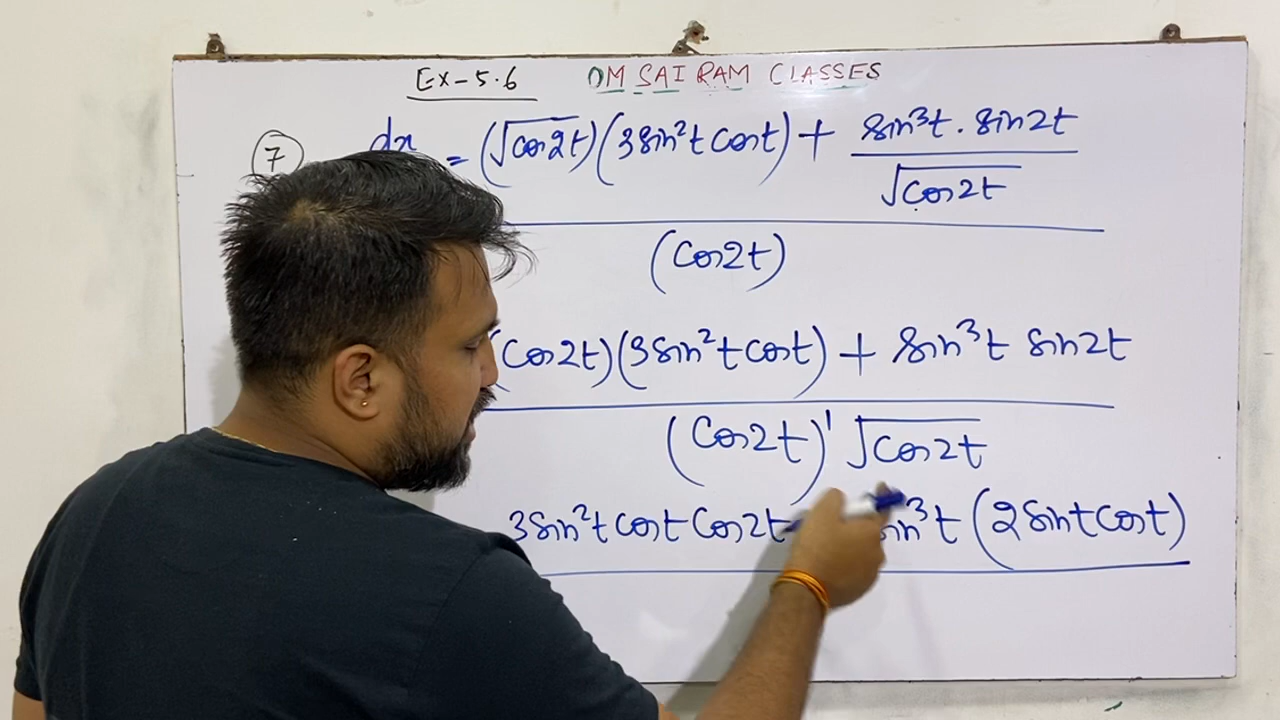 Ex-5.6 OM SAI RAM CLASSES
7 dx = (√cos2t)(3sin²t cost) + sin³t . sin2t
√cos2t
(cos2t)
(cos2t)(3sin²t cost) + sin³t sin2t
(cos2t)¹ √cos2t
3sin²t cost cos2t sin³t (2sint cost)